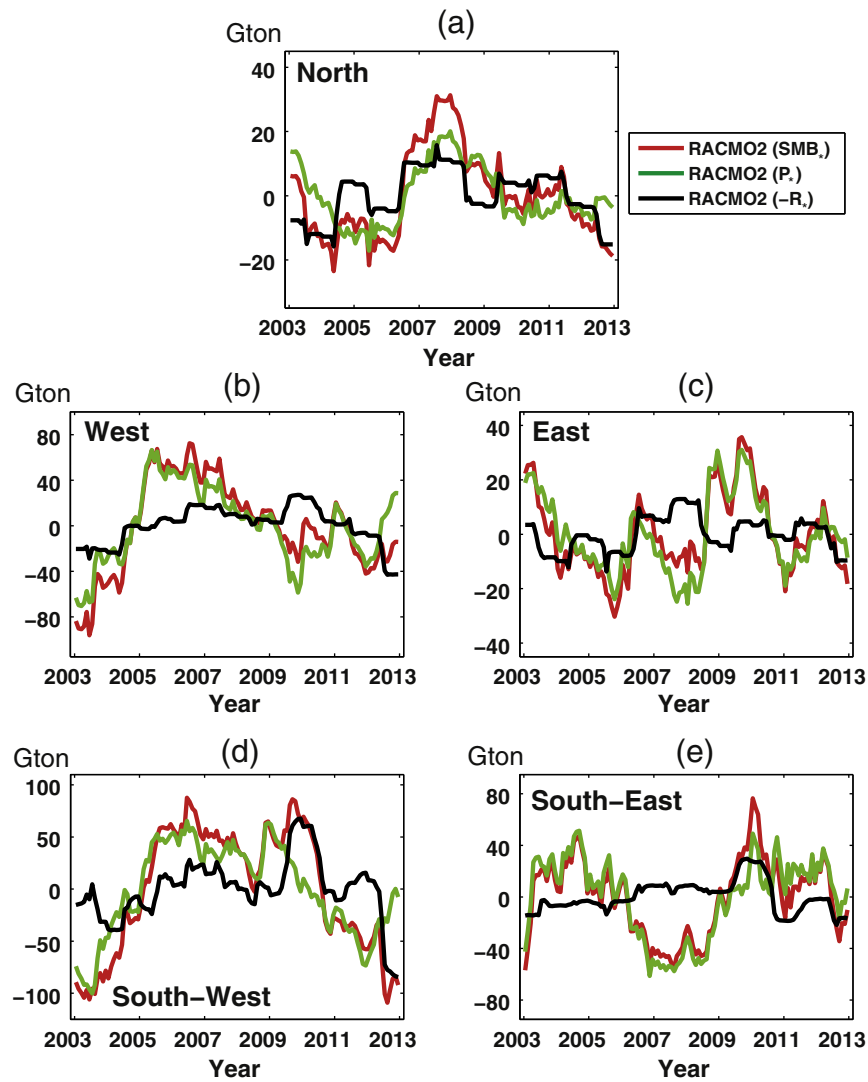 (a)
Gton
North
40
20
0
−20
2003 2005 2007 2009 2011 2013
Year
RACMO2 (SMB*)
RACMO2 (P*)
RACMO2 (−R*)
(b)
Gton
West
80
40
0
−40
−80
2003 2005 2007 2009 2011 2013
Year
(c)
Gton
East
40
20
0
−20
−40
2003 2005 2007 2009 2011 2013
Year
(d)
Gton
100
50
0
−50
−100
South−West
2003 2005 2007 2009 2011 2013
Year
(e)
Gton
South−East
80
40
0
−40
−80
2003 2005 2007 2009 2011 2013
Year